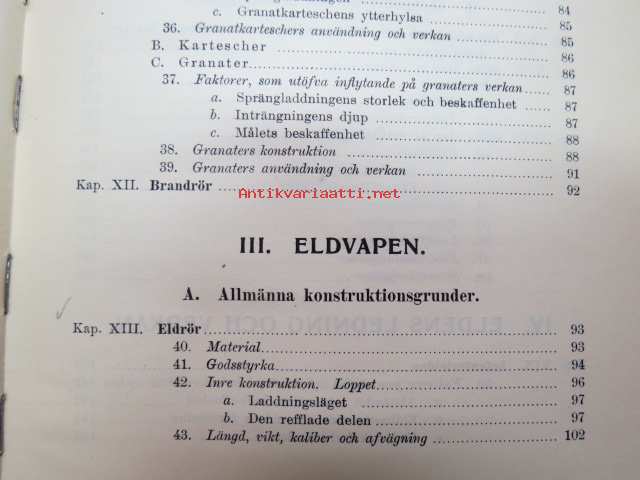 c. Granatkarteschens ytterhylsa 84
36. Granatkarteschers användning och verkan 85
B. Kartescher 85
C. Granater 86
37. Faktorer, som utöfva inflytande på granaters verkan 86
a. Sprängladdningens storlek och beskaffenhet 87
b. Inträngningens djup 87
c. Målets beskaffenhet 87
38. Granaters konstruktion 88
39. Granaters användning och verkan 88
Kap. XII. Brandrör 91
92
Antikvariaatti.net
III. ELDVAPEN.
A. Allmänna konstruktionsgrunder.
Kap. XIII. Eldrör 93
40. Material 93
41. Godsstyrka 94
42. Inre konstruktion. Loppet 96
a. Laddningsläget 97
b. Den refflade delen 97
43. Längd, vikt, kaliber och afvägning 102